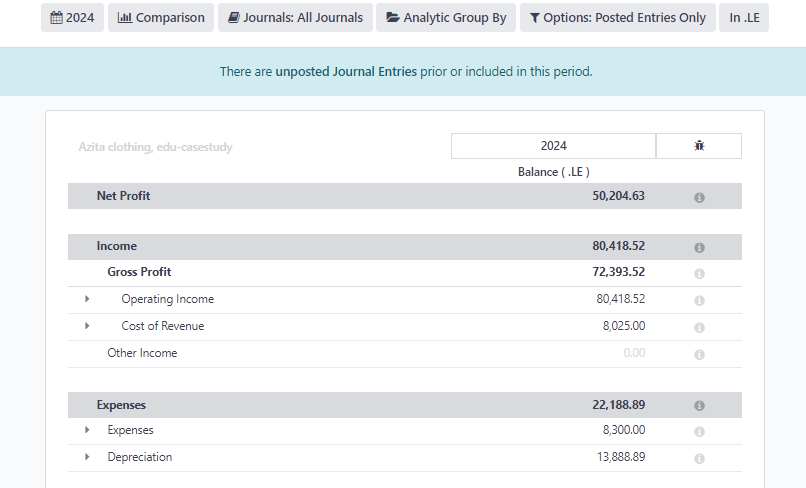 2024 Comparison Journals: All Journals Analytic Group By Options: Posted Entries Only In .LE
There are unposted Journal Entries prior or included in this period.
Azita clothing, edu-casestudy 2024
Balance ( .LE )
Net Profit 50,204.63
Income 80,418.52
Gross Profit 72,393.52
Operating Income 80,418.52
Cost of Revenue 8,025.00
Other Income 0.00
Expenses 22,188.89
Expenses 8,300.00
Depreciation 13,888.89